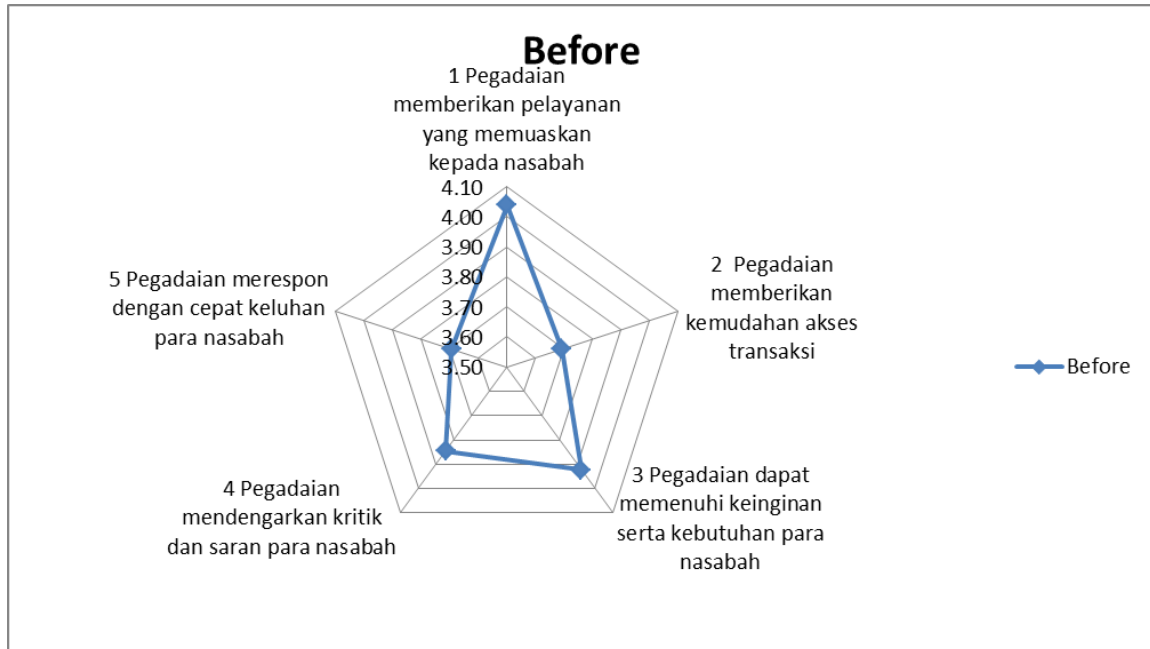 Before
1 Pegadaian
memberikan pelayanan
yang memuaskan
kepada nasabah
4.10
4.00
3.90
3.80
3.70
3.60
3.50
2 Pegadaian
memberikan
kemudahan akses
transaksi
3 Pegadaian dapat
memenuhi keinginan
serta kebutuhan para
nasabah
4 Pegadaian
mendengarkan kritik
dan saran para nasabah
5 Pegadaian merespon
dengan cepat keluhan
para nasabah
Before